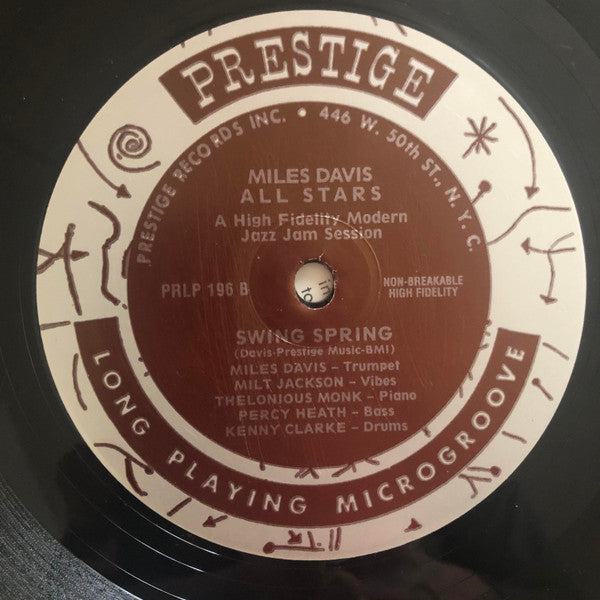 PRESTIGE
PRESTIGE RECORDS INC. • 446 W. 50th ST., N. Y. C.
MILES DAVIS
ALL STARS
A High Fidelity Modern
Jazz Jam Session
PRLP 196 B
NON-BREAKABLE
HIGH FIDELITY
SWING SPRING
(Davis-Prestige Music-BMI)
MILES DAVIS – Trumpet
MILT JACKSON – Vibes
THELONIOUS MONK – Piano
PERCY HEATH – Bass
KENNY CLARKE – Drums
LONG PLAYING MICROGROOVE